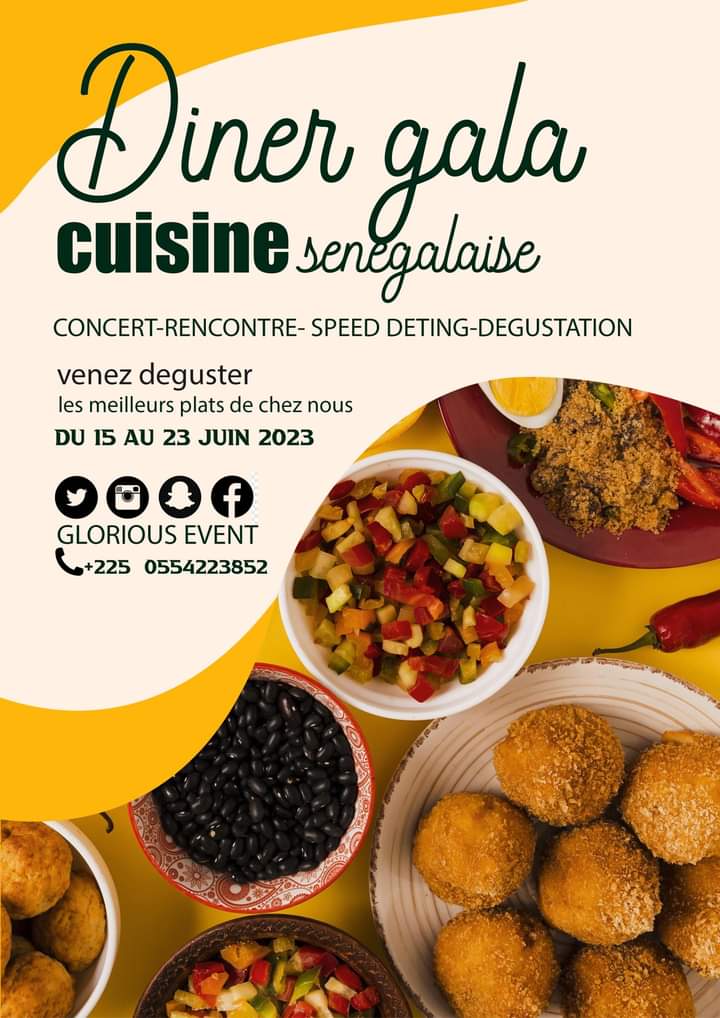 Diner gala
cuisine senegalaise
CONCERT-RENCONTRE- SPEED DETING-DEGUSTATION
venez deguster
les meilleurs plats de chez nous
DU 15 AU 23 JUIN 2023
GLORIOUS EVENT
+225 0554223852